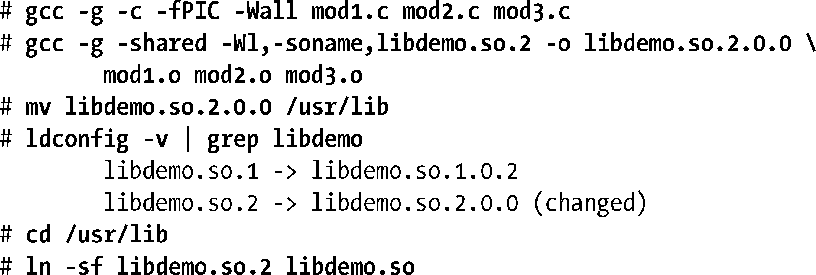 # gcc -g -c -fPIC -Wall mod1.c mod2.c mod3.c
# gcc -g -shared -Wl,-soname,libdemo.so.2 -o libdemo.so.2.0.0 \
        mod1.o mod2.o mod3.o
# mv libdemo.so.2.0.0 /usr/lib
# ldconfig -v | grep libdemo
        libdemo.so.1 -> libdemo.so.1.0.2
        libdemo.so.2 -> libdemo.so.2.0.0 (changed)
# cd /usr/lib
# ln -sf libdemo.so.2 libdemo.so